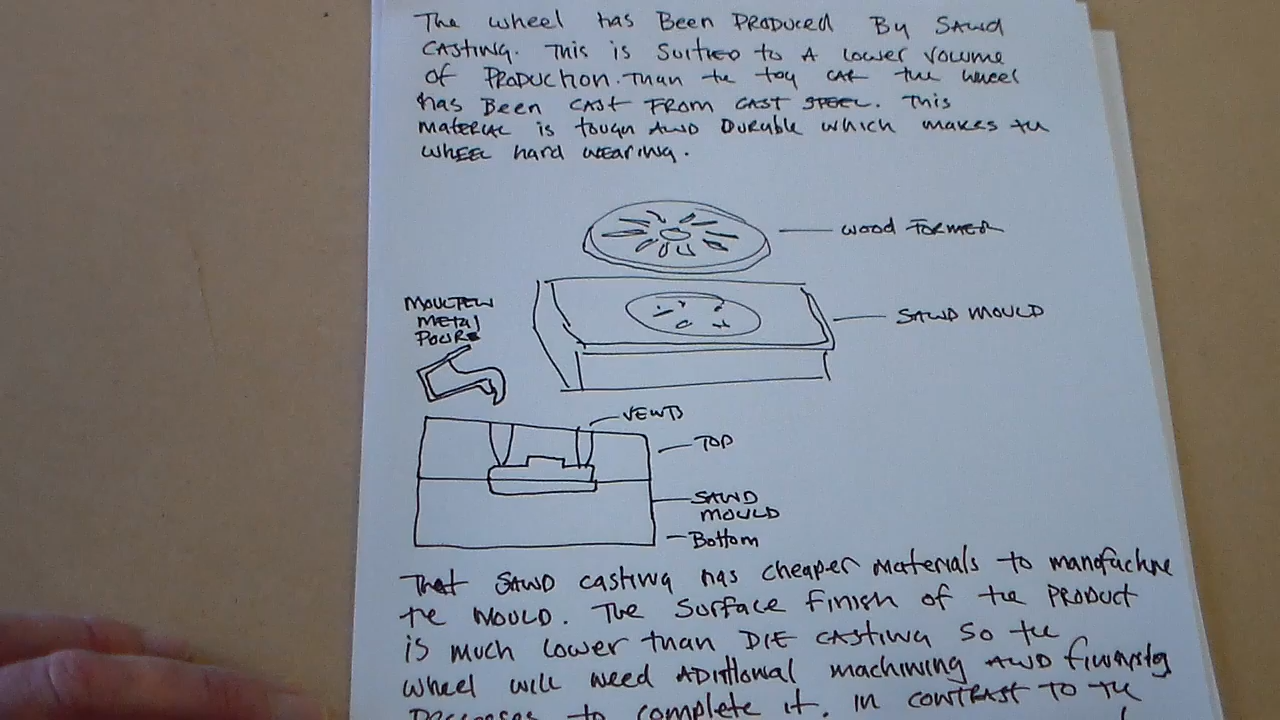 The wheel has Been PRODUCED By SAND
CASTING. This is Suited to A lower volume
of PRODUCTION. Than the toy CAR the wheel
has Been CAST FROM CAST STEEL. This
MATERIAL is tough AND Durable which makes the
WHEEL hard wearing.
wood FORMER
MOULTEN
METAL
POURS
SAND MOULD
VENTS
TOP
SAND
MOULD
Bottom
That SAND casting has cheaper Materials to manufacture
the MOULD. The Surface Finish of the PRODUCT
is much lower than DIE CASTING So the
wheel will need ADITIONAL machining AND
to complete it. IN CONTRAST TO the